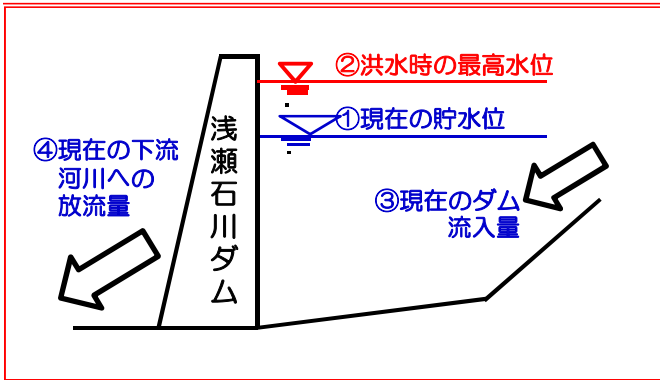 ②洪水時の最高水位
①現在の貯水位
④現在の下流
河川への
放流量
浅瀬石川ダム
③現在のダム
流入量